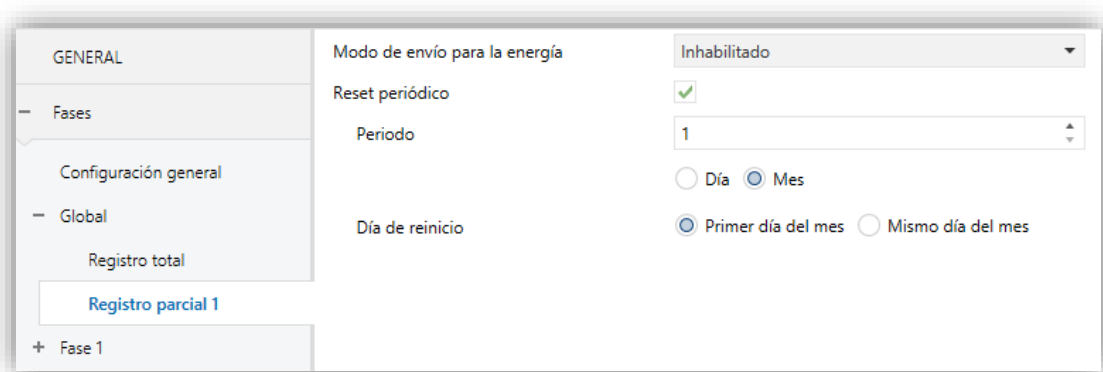 GENERAL
Fases
Configuración general
Global
Registro total
Registro parcial 1
Fase 1
Modo de envío para la energía
Inhabilitado
Reset periódico
Periodo
1
Día
Mes
Día de reinicio
Primer día del mes
Mismo día del mes